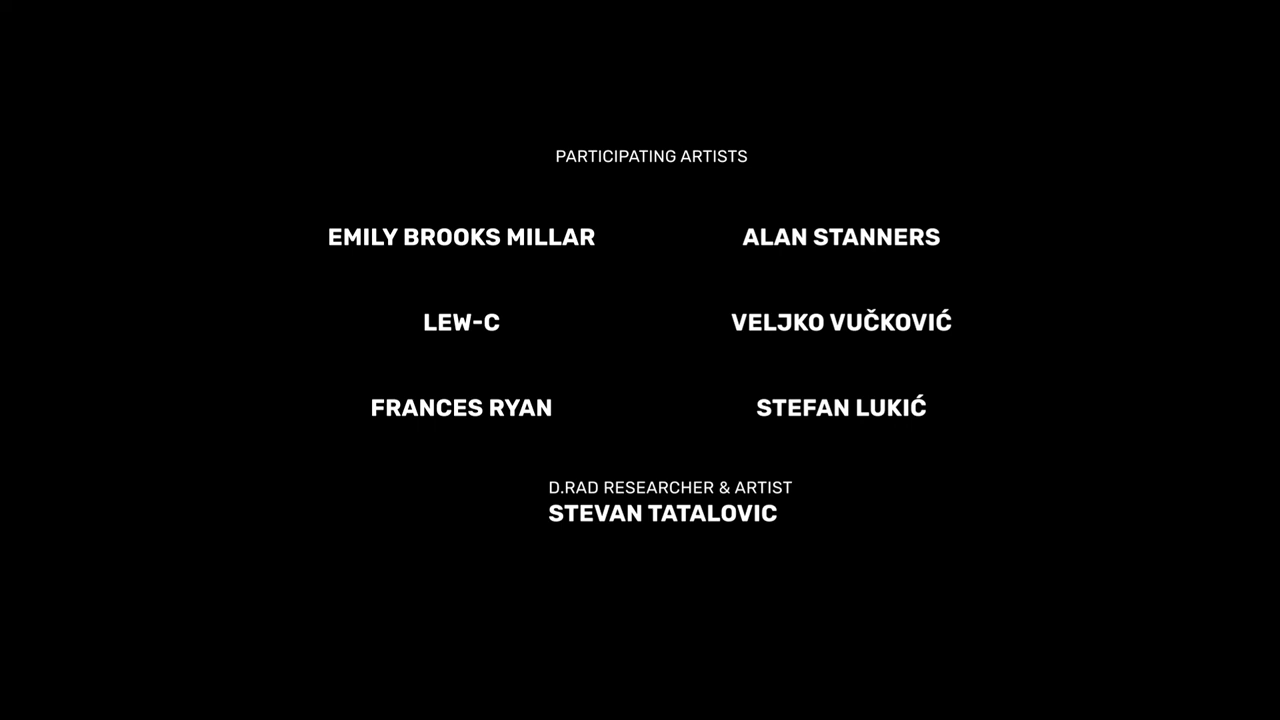 PARTICIPATING ARTISTS
EMILY BROOKS MILLAR
ALAN STANNERS
LEW-C
VELJKO VUČKOVIĆ
FRANCES RYAN
STEFAN LUKIĆ
D.RAD RESEARCHER & ARTIST
STEVAN TATALOVIC